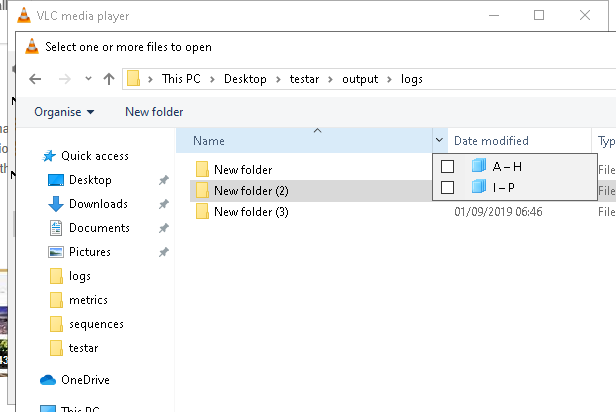 VLC media player
Select one or more files to open
This PC > Desktop > testar > output > logs
Organise New folder
Name Date modified Typ
A – H
I – P
New folder File
New folder (2) File
New folder (3) 01/09/2019 06:46 File
Quick access
Desktop
Downloads
Documents
Pictures
logs
metrics
sequences
testar
OneDrive
This PC